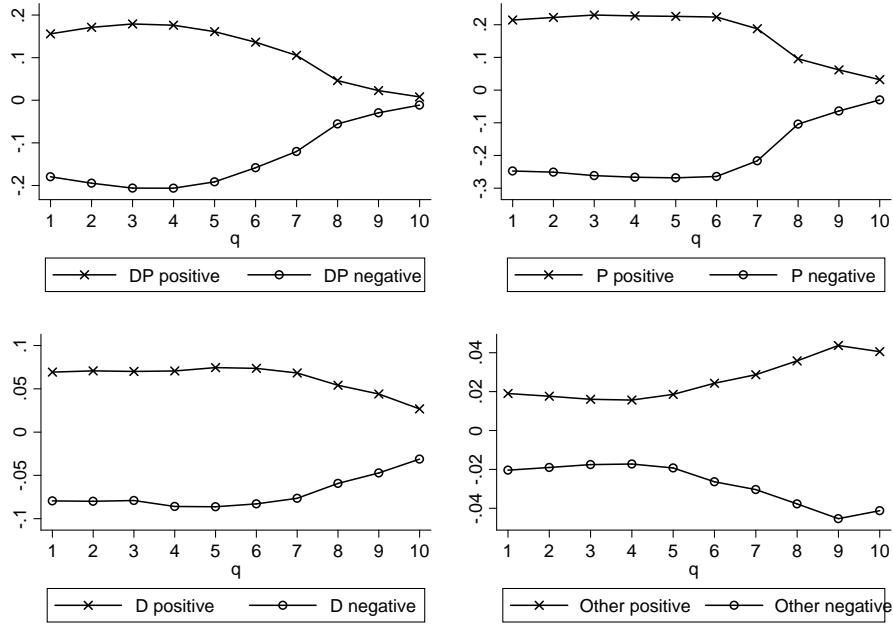 .2
.1
0
-.1
-.2
1 2 3 4 5 6 7 8 9 10
q
DP positive DP negative
.2
.1
0
-.1
-.2
-.3
1 2 3 4 5 6 7 8 9 10
q
P positive P negative
.1
.05
0
-.05
-.1
1 2 3 4 5 6 7 8 9 10
q
D positive D negative
.04
.02
0
-.02
-.04
1 2 3 4 5 6 7 8 9 10
q
Other positive Other negative